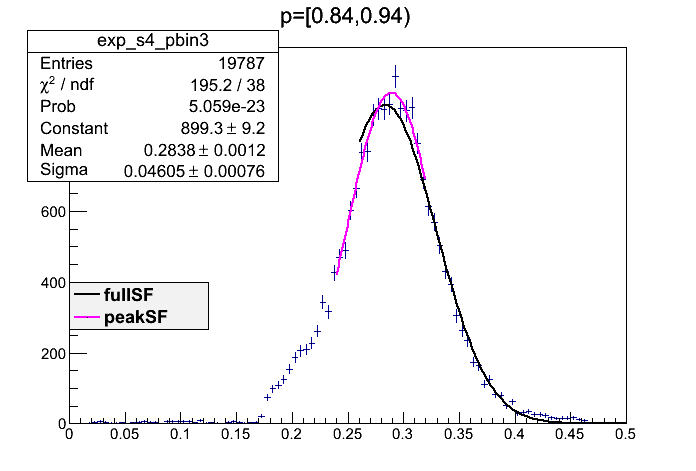 p=[0.84,0.94)
exp_s4_pbin3
Entries 19787
χ² / ndf 195.2 / 38
Prob 5.059e-23
Constant 899.3 ± 9.2
Mean 0.2838 ± 0.0012
Sigma 0.04605 ± 0.00076
600
400
fullSF
peakSF
200
0
0 0.05 0.1 0.15 0.2 0.25 0.3 0.35 0.4 0.45 0.5